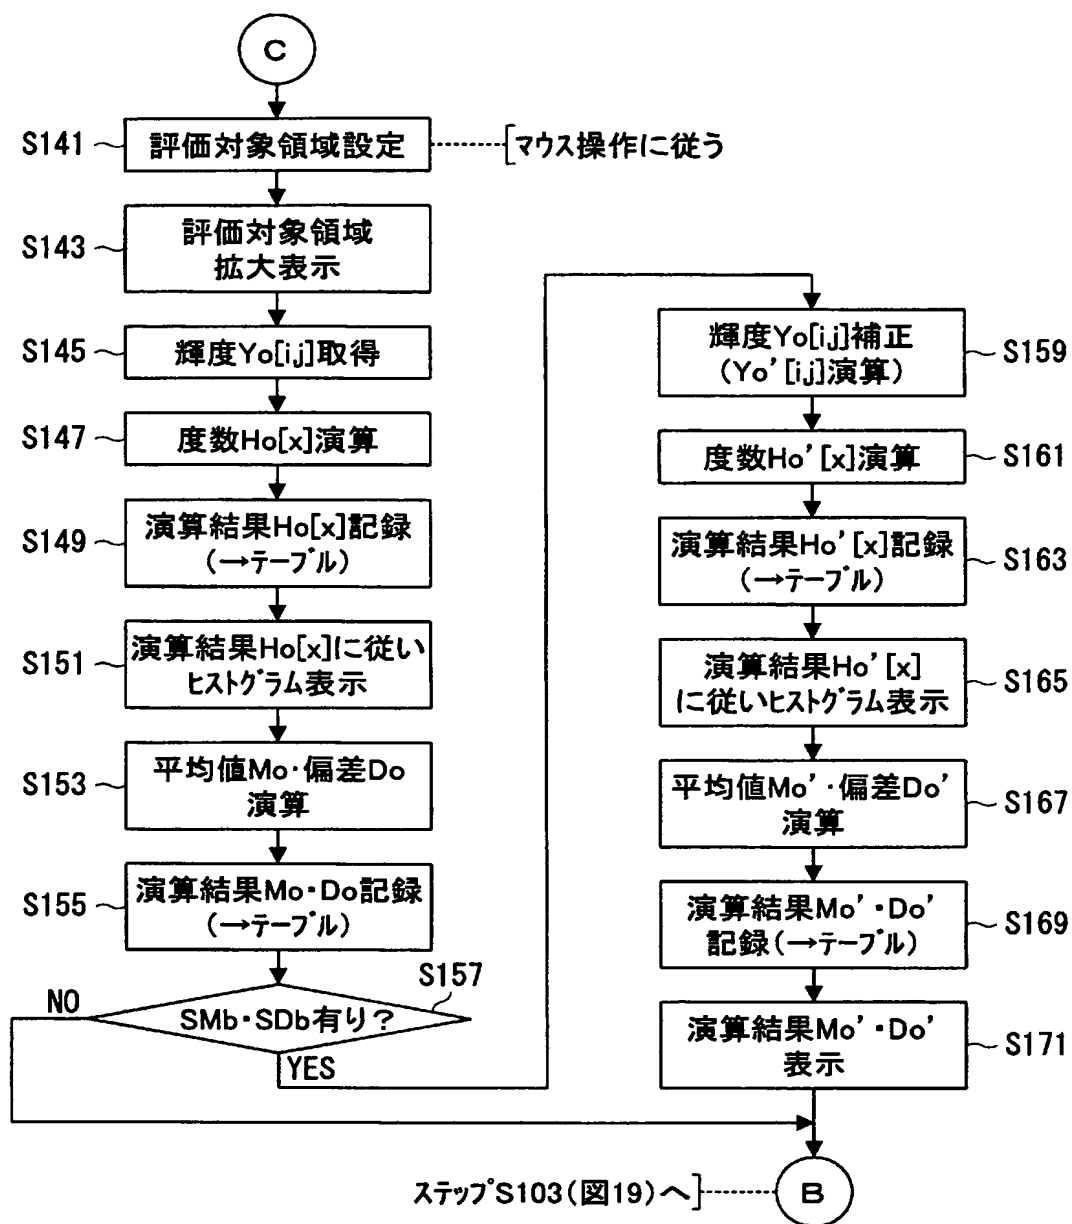 C
S141
評価対象領域設定
マウス操作に従う
S143
評価対象領域
拡大表示
S145
輝度Yo[i,j]取得
S147
度数Ho[x]演算
S149
演算結果Ho[x]記録
(→テーブル)
S151
演算結果Ho[x]に従い
ヒストグラム表示
S153
平均値Mo・偏差Do
演算
S155
演算結果Mo・Do記録
(→テーブル)
S157
SMb・SDb有り?
NO
YES
輝度Yo[i,j]補正
(Yo'[i,j]演算)
S159
度数Ho'[x]演算
S161
演算結果Ho'[x]記録
(→テーブル)
S163
演算結果Ho'[x]
に従いヒストグラム表示
S165
平均値Mo'・偏差Do'
演算
S167
演算結果Mo'・Do'
記録(→テーブル)
S169
演算結果Mo'・Do'
表示
S171
ステップS103(図19)へ
B